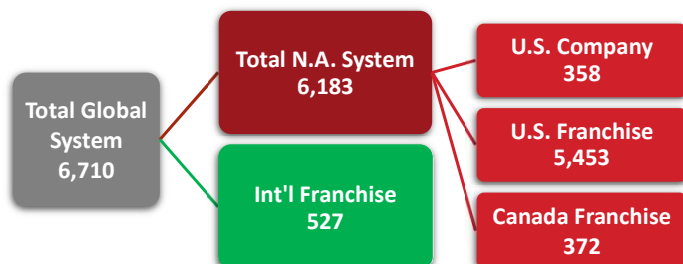 Total Global
System
6,710
Total N.A. System
6,183
Int'l Franchise
527
U.S. Company
358
U.S. Franchise
5,453
Canada Franchise
372